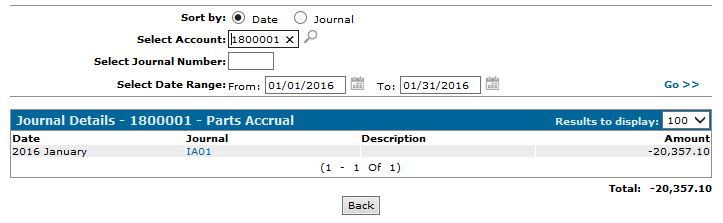 Sort by: Date Journal
Select Account: 1800001 ×
Select Journal Number:
Select Date Range: From: 01/01/2016 To: 01/31/2016 Go >>
Journal Details - 1800001 - Parts Accrual Results to display: 100
Date Journal Description Amount
2016 January IA01 -20,357.10
(1 - 1 Of 1)
Total: -20,357.10
Back